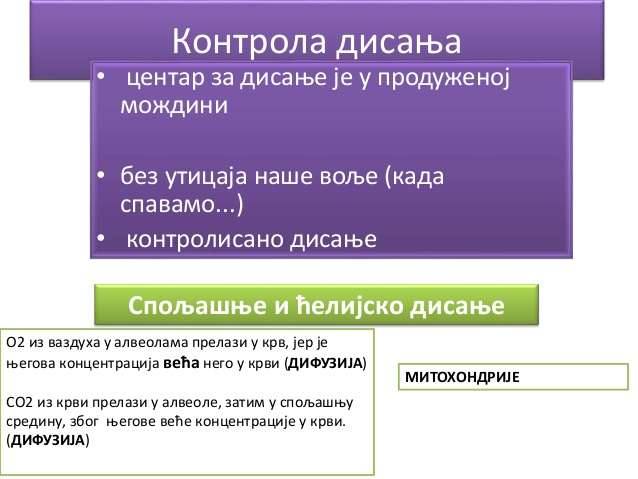 Контрола дисања
• центар за дисање је у продуженој
мождини
• без утицаја наше воље (када
спавамо...)
• контролисано дисање
Спољашње и ћелијско дисање
О2 из ваздуха у алвеолама прелази у крв, јер је
његова концентрација већа него у крви (ДИФУЗИЈА)
СО2 из крви прелази у алвеоле, затим у спољашњу
средину, због његове веће концентрације у крви.
(ДИФУЗИЈА)
МИТОХОНДРИЈЕ